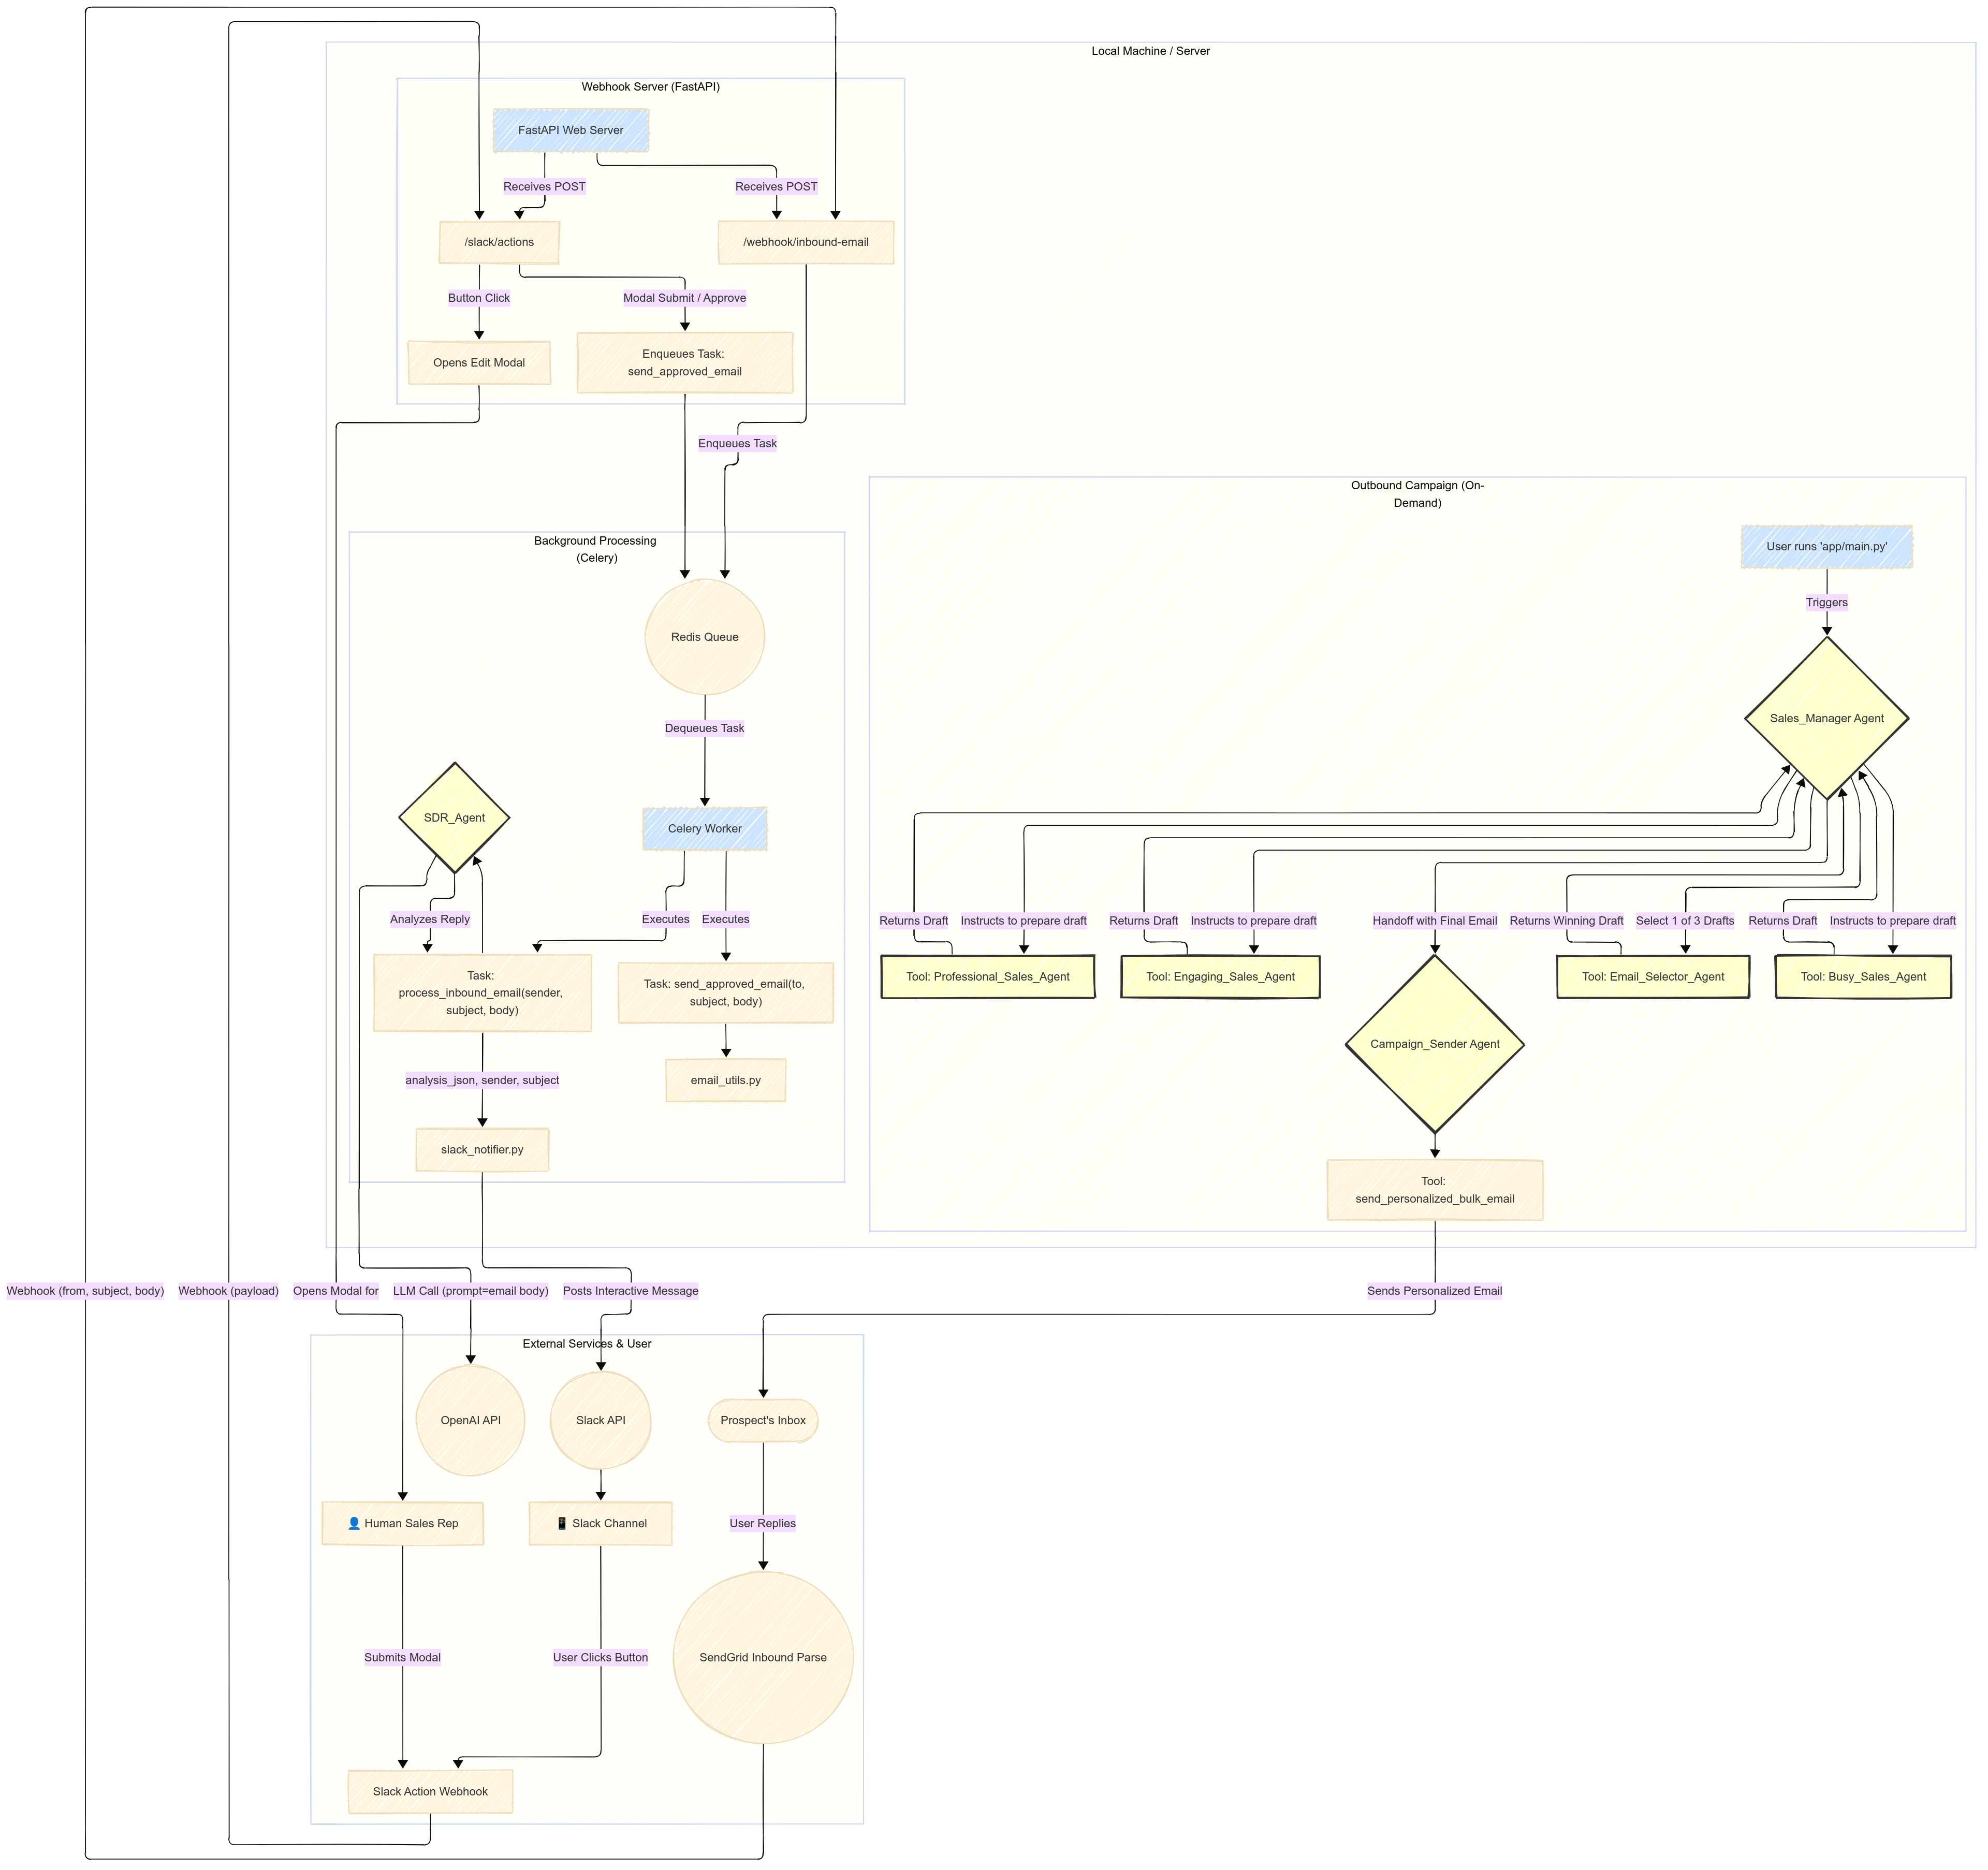 Local Machine / Server
Webhook Server (FastAPI)
FastAPI Web Server
Receives POST
Receives POST
/slack/actions
/webhook/inbound-email
Button Click
Modal Submit / Approve
Opens Edit Modal
Enqueues Task:
send_approved_email
Enqueues Task
Outbound Campaign (On-
Demand)
User runs 'app/main.py'
Triggers
Sales_Manager Agent
Background Processing
(Celery)
Redis Queue
Dequeues Task
SDR_Agent
Celery Worker
Analyzes Reply
Executes
Executes
Returns Draft
Instructs to prepare draft
Returns Draft
Instructs to prepare draft
Handoff with Final Email
Returns Winning Draft
Select 1 of 3 Drafts
Returns Draft
Instructs to prepare draft
Task:
process_inbound_email(sender,
subject, body)
Task: send_approved_email(to,
subject, body)
Tool: Professional_Sales_Agent
Tool: Engaging_Sales_Agent
Tool: Email_Selector_Agent
Tool: Busy_Sales_Agent
Campaign_Sender Agent
analysis_json, sender, subject
email_utils.py
slack_notifier.py
Tool:
send_personalized_bulk_email
Webhook (from, subject, body)
Webhook (payload)
Opens Modal for
LLM Call (prompt=email body)
Posts Interactive Message
Sends Personalized Email
External Services & User
OpenAI API
Slack API
Prospect's Inbox
👤 Human Sales Rep
📱 Slack Channel
User Replies
Submits Modal
User Clicks Button
SendGrid Inbound Parse
Slack Action Webhook